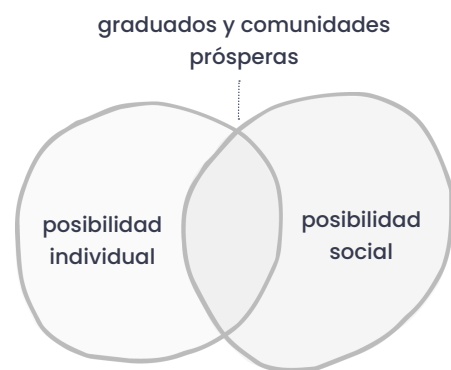 graduados y comunidades
prósperas
posibilidad
individual
posibilidad
social